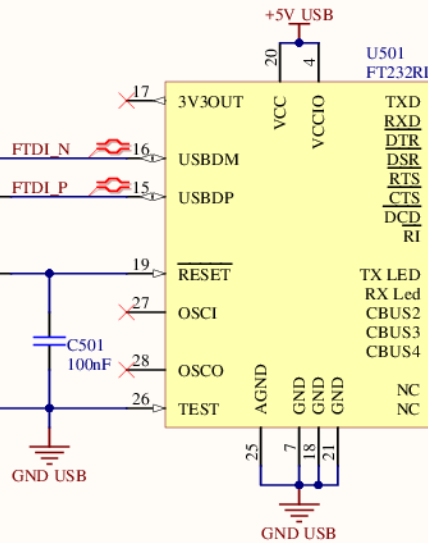 +5V USB
20
4
U501
FT232RL
17
3V3OUT
VCC
VCCIO
TXD
RXD
DTR
FTDI_N
16
USBDM
DSR
RTS
FTDI_P
15
USBDP
CTS
DCD
RI
19
RESET
TX LED
RX Led
27
OSCI
CBUS2
CBUS3
C501
CBUS4
100nF
28
OSCO
26
TEST
AGND
GND
GND
GND
NC
NC
25
7
18
21
GND USB
GND USB